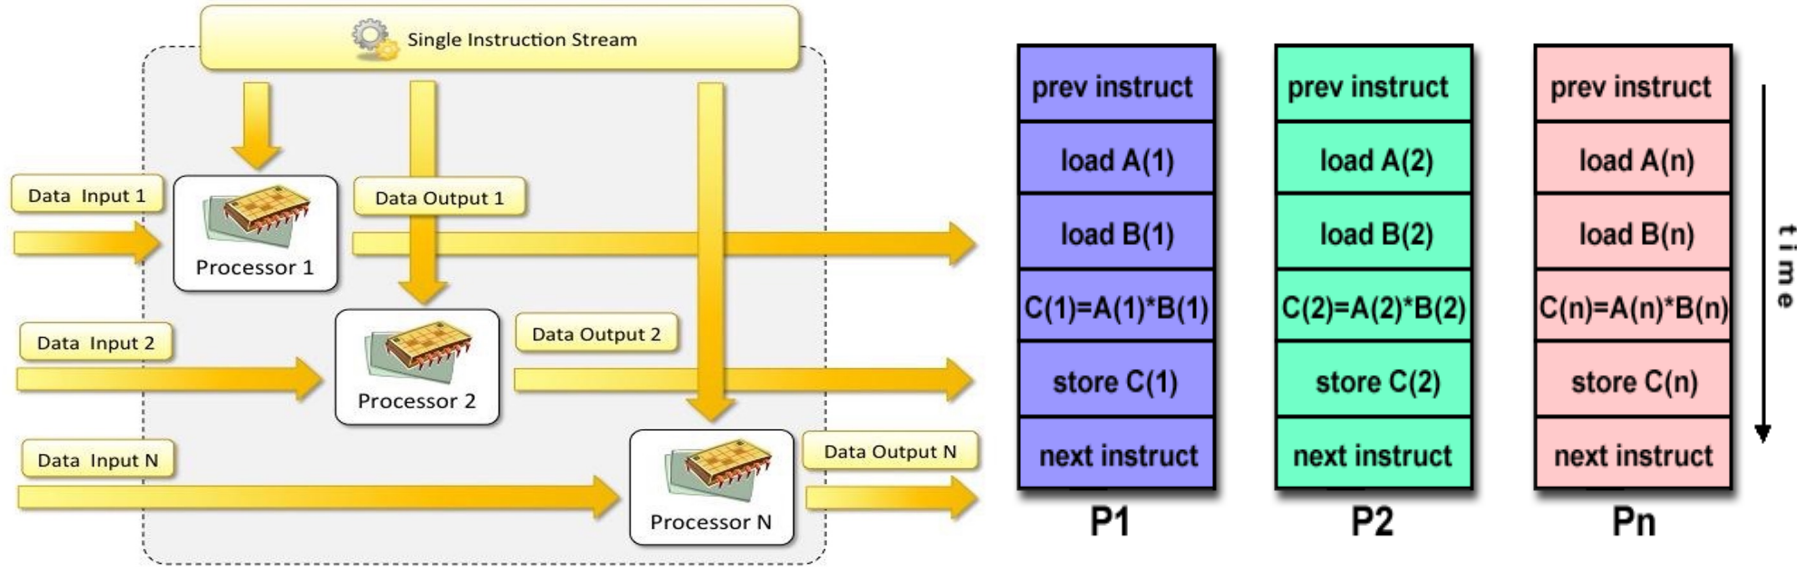 Single Instruction Stream
Data Input 1
Data Output 1
Processor 1
Data Input 2
Data Output 2
Processor 2
Data Input N
Data Output N
Processor N
prev instruct
load A(1)
load B(1)
C(1)=A(1)*B(1)
store C(1)
next instruct
P1
prev instruct
load A(2)
load B(2)
C(2)=A(2)*B(2)
store C(2)
next instruct
P2
prev instruct
load A(n)
load B(n)
C(n)=A(n)*B(n)
store C(n)
next instruct
Pn
time